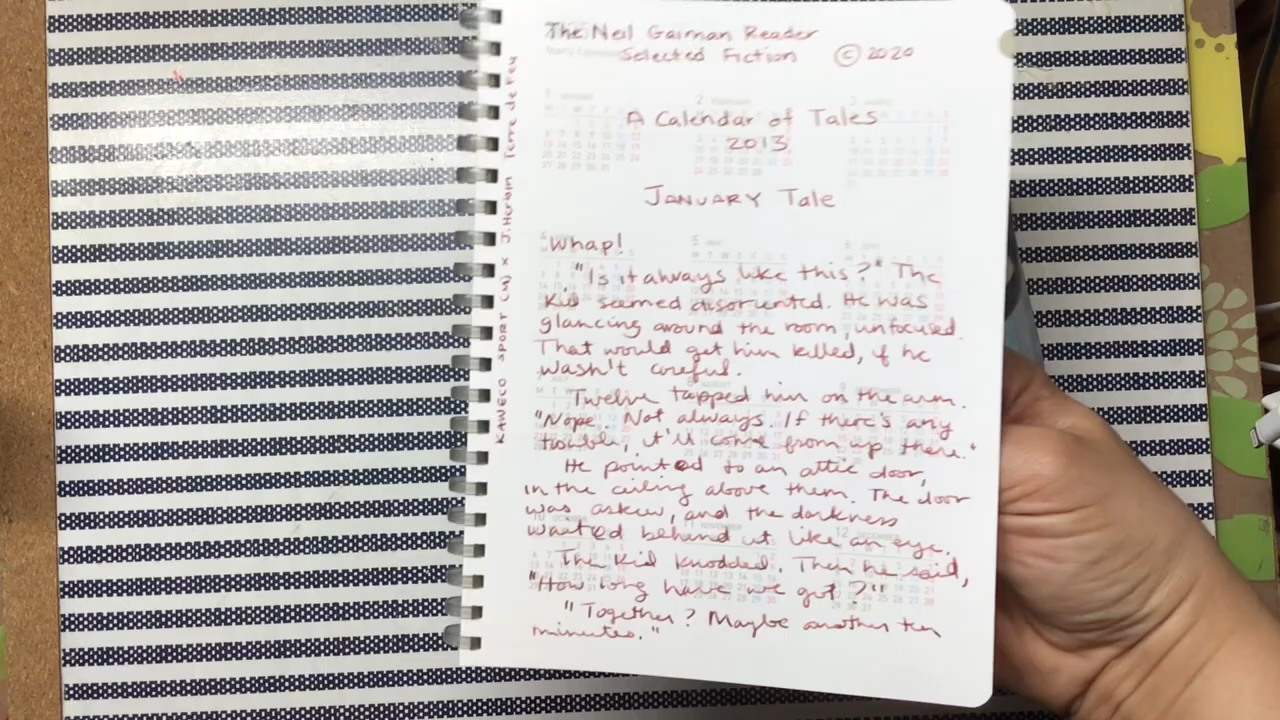 The Neil Gaiman Reader
Selected Fiction © 2020
A Calendar of Tales
2013
January Tale
Whap!
"Is it always like this?" The
Kid seemed disoriented. He was
glancing around the room, unfocused.
That would get him killed, if he
wasn't careful.
Twelve tapped him on the arm.
"Nope. Not always. If there's any
trouble, it'll come from up there."
He pointed to an attic door,
in the ceiling above them. The door
was askew, and the darkness
waited behind it like an eye.
The Kid knodded. Then he said,
"How long have we got?"
"Together? Maybe another ten
minutes."
KAWECO SPORT (M) x J. Herbin Terre de Feu